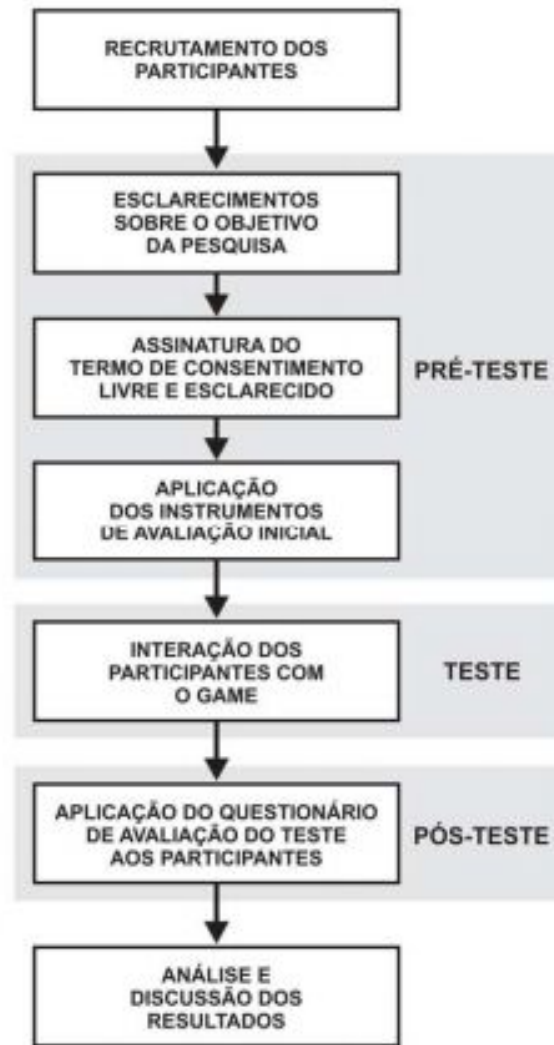 RECRUTAMENTO DOS
PARTICIPANTES
ESCLARECIMENTOS
SOBRE O OBJETIVO
DA PESQUISA
ASSINATURA DO
TERMO DE CONSENTIMENTO
LIVRE E ESCLARECIDO
PRÉ-TESTE
APLICAÇÃO
DOS INSTRUMENTOS
DE AVALIAÇÃO INICIAL
INTERAÇÃO DOS
PARTICIPANTES COM
O GAME
TESTE
APLICAÇÃO DO QUESTIONÁRIO
DE AVALIAÇÃO DO TESTE
AOS PARTICIPANTES
PÓS-TESTE
ANÁLISE E
DISCUSSÃO DOS
RESULTADOS